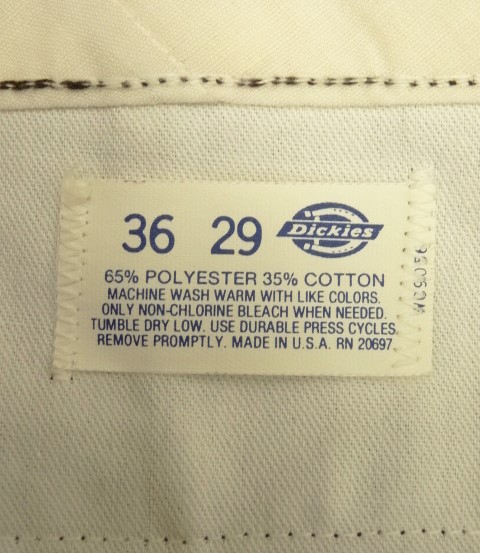 36 29 Dickies
65% POLYESTER 35% COTTON
MACHINE WASH WARM WITH LIKE COLORS.
ONLY NON-CHLORINE BLEACH WHEN NEEDED.
TUMBLE DRY LOW. USE DURABLE PRESS CYCLES.
REMOVE PROMPTLY. MADE IN U.S.A. RN 20697.